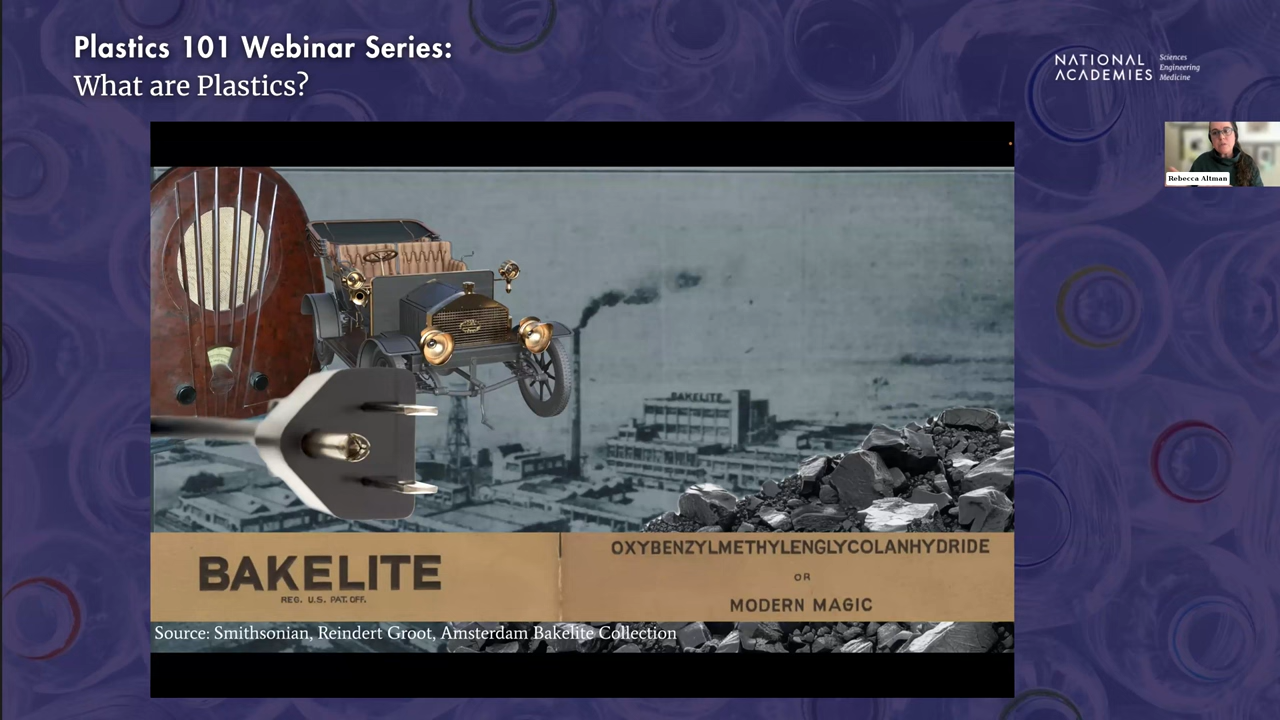 Plastics 101 Webinar Series:
What are Plastics?
NATIONAL
ACADEMIES
Sciences
Engineering
Medicine
Rebecca Altman
BAKELITE
BAKELITE
REG. U.S. PAT. OFF.
OXYBENZYLMETHYLENGLYCOLANHYDRIDE
OR
MODERN MAGIC
Source: Smithsonian, Reindert Groot, Amsterdam Bakelite Collection